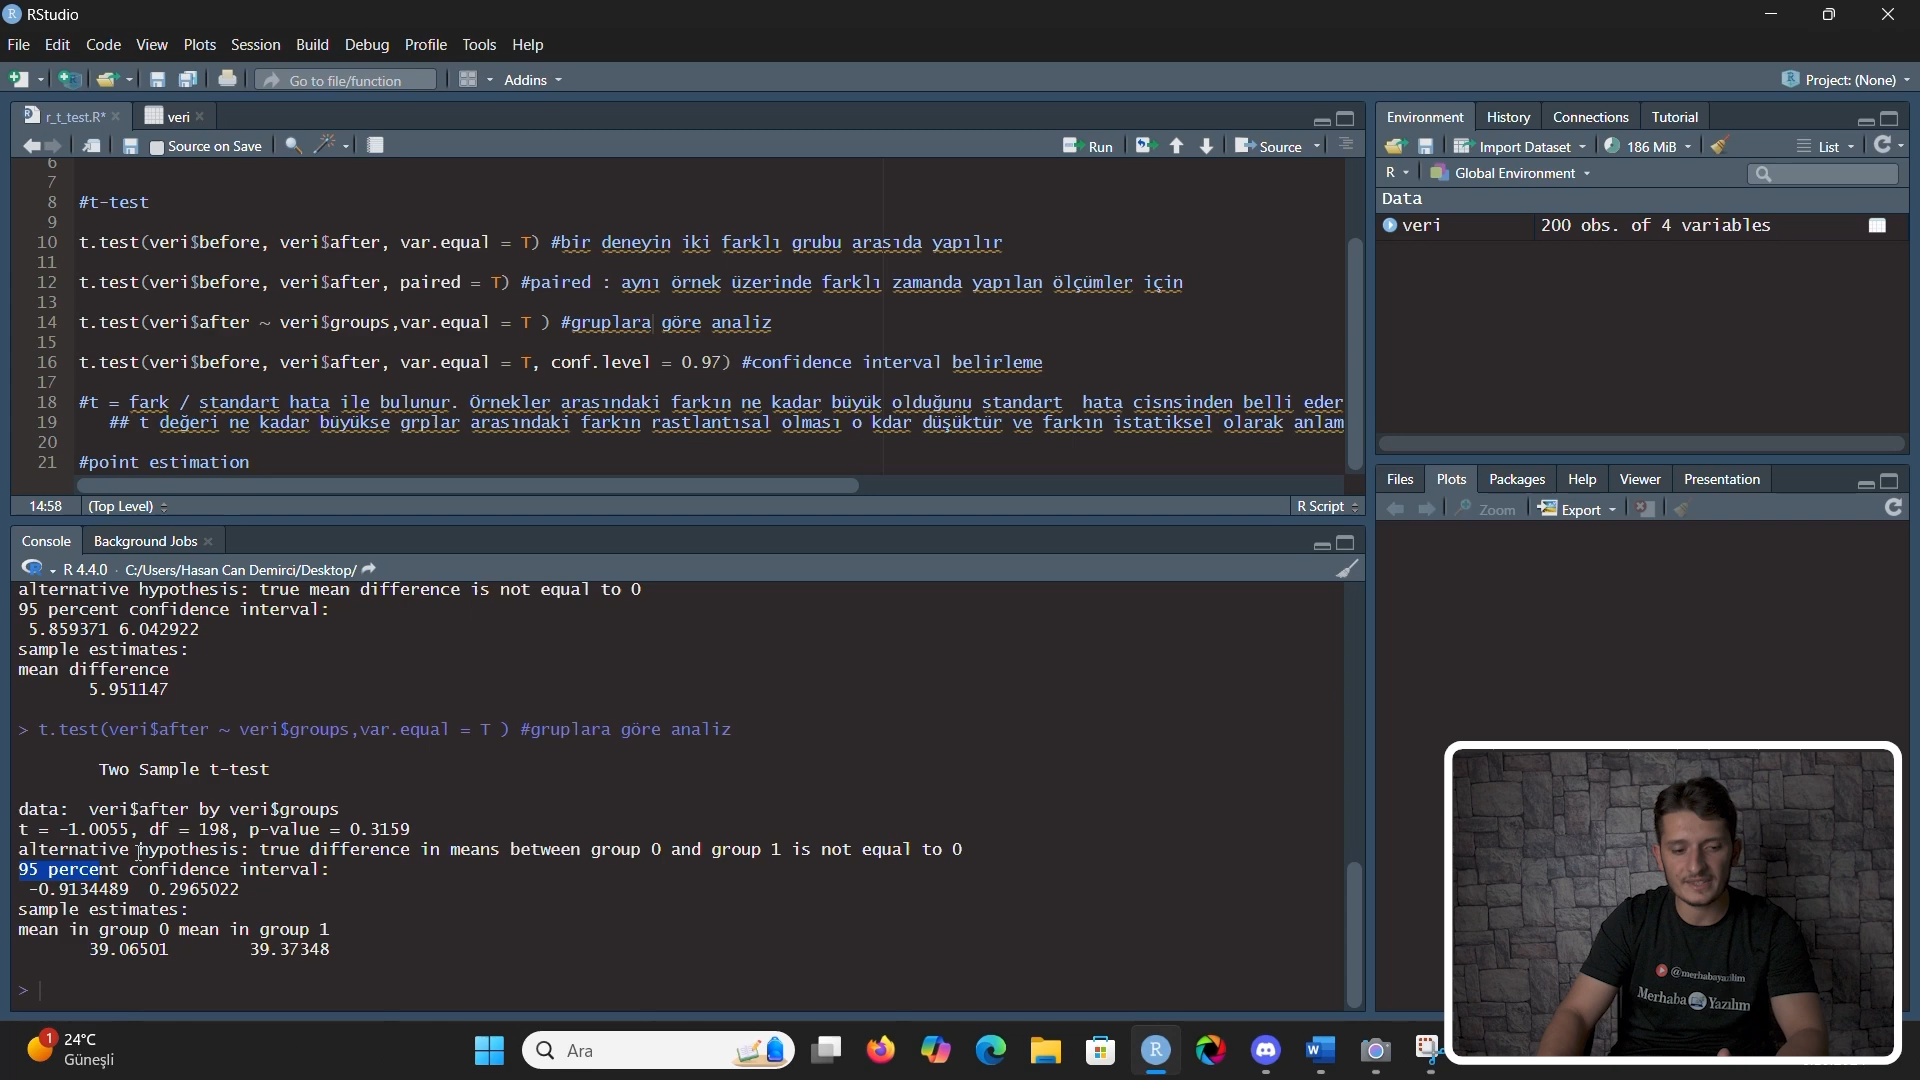 RStudio
File Edit Code View Plots Session Build Debug Profile Tools Help
Go to file/function Addins Project: (None)
r_t_test.R* veri
Source on Save Run Source
6
7
8 #t-test
9
10 t.test(veri$before, veri$after, var.equal = T) #bir deneyin iki farklı grubu arasıda yapılır
11
12 t.test(veri$before, veri$after, paired = T) #paired : aynı örnek üzerinde farklı zamanda yapılan ölçümler için
13
14 t.test(veri$after ~ veri$groups,var.equal = T ) #gruplara göre analiz
15
16 t.test(veri$before, veri$after, var.equal = T, conf.level = 0.97) #confidence interval belirleme
17
18 #t = fark / standart hata ile bulunur. Örnekler arasındaki farkın ne kadar büyük olduğunu standart  hata cisnsinden belli eder
19 ## t değeri ne kadar büyükse grplar arasındaki farkın rastlantısal olması o kdar düşüktür ve farkın istatiksel olarak anlam
20
21 #point estimation
14:58 (Top Level) R Script
Console Background Jobs
R 4.4.0 · C:/Users/Hasan Can Demirci/Desktop/
alternative hypothesis: true mean difference is not equal to 0
95 percent confidence interval:
5.859371 6.042922
sample estimates:
mean difference
5.951147
> t.test(veri$after ~ veri$groups,var.equal = T ) #gruplara göre analiz
Two Sample t-test
data:  veri$after by veri$groups
t = -1.0055, df = 198, p-value = 0.3159
alternative hypothesis: true difference in means between group 0 and group 1 is not equal to 0
95 percent confidence interval:
-0.9134489  0.2965022
sample estimates:
mean in group 0 mean in group 1
39.06501 39.37348
>
Environment History Connections Tutorial
Import Dataset 186 MiB List
R Global Environment
Data
veri 200 obs. of 4 variables
Files Plots Packages Help Viewer Presentation
Zoom Export
@merhabayazilim
Merhaba Yazılım
1 24°C
Güneşli
Ara